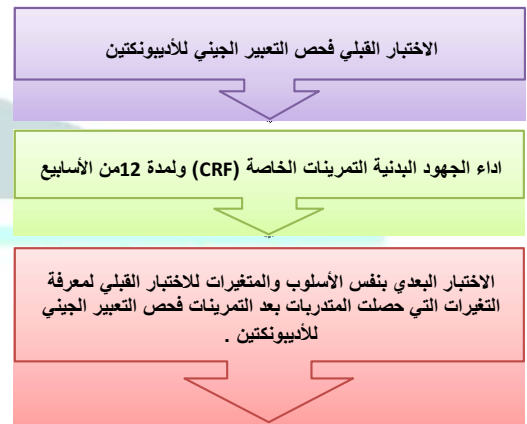 الاختبار القبلي فحص التعبير الجيني للأديبونكتين
اداء الجهود البدنية التمرينات الخاصة (CRF) ولمدة 12من الأسابيع
الاختبار البعدي بنفس الأسلوب والمتغيرات للاختبار القبلي لمعرفة
التغيرات التي حصلت المتدربات بعد التمرينات فحص التعبير الجيني
للأديبونكتين .